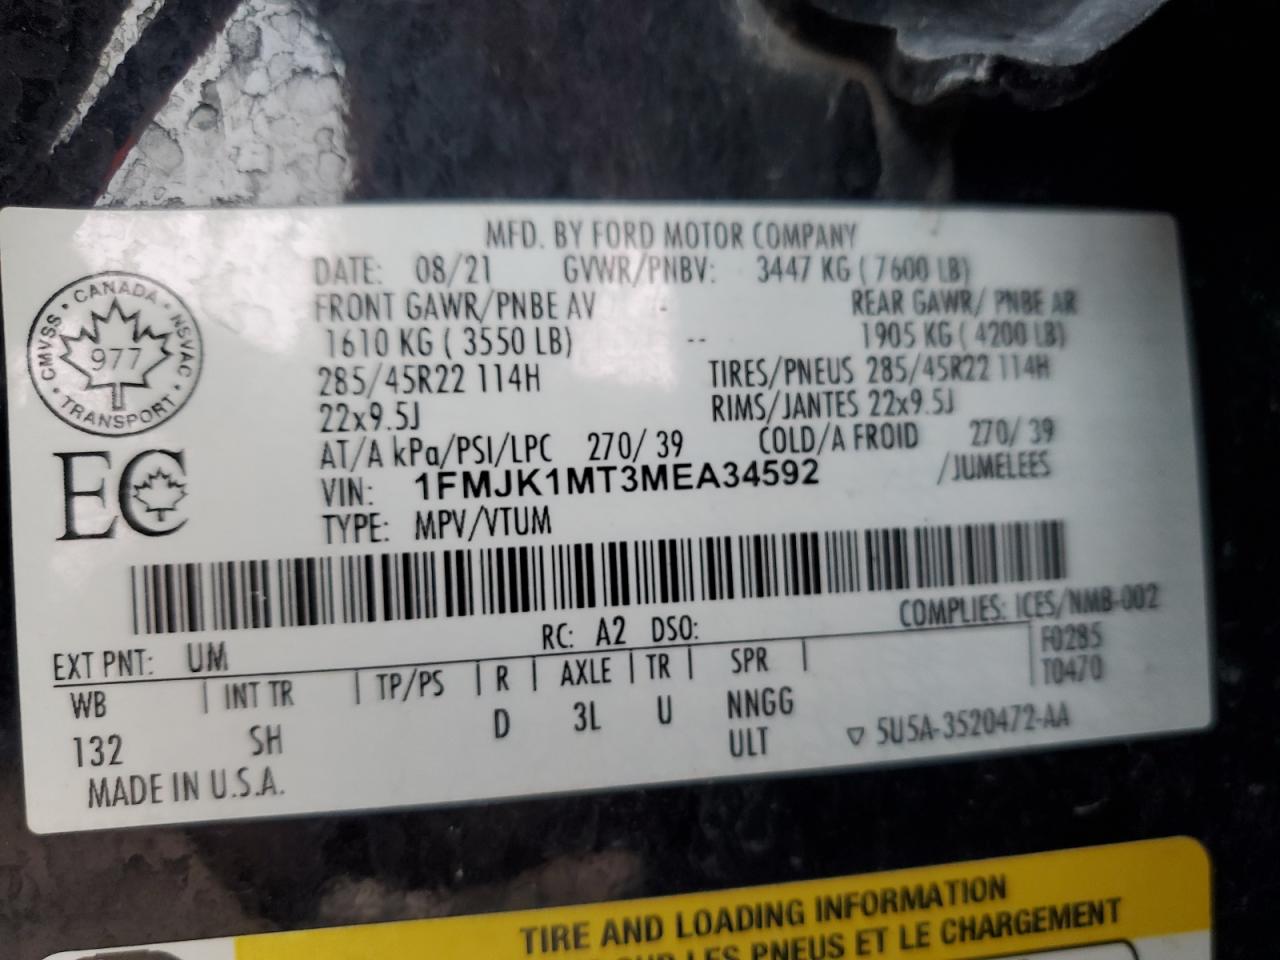 MFD. BY FORD MOTOR COMPANY
DATE: 08/21 GVWR/PNBV: 3447 KG ( 7600 LB)
FRONT GAWR/PNBE AV - REAR GAWR/ PNBE AR
1610 KG ( 3550 LB) -- 1905 KG ( 4200 LB)
285/45R22 114H TIRES/PNEUS 285/45R22 114H
22x9.5J RIMS/JANTES 22x9.5J
AT/A kPa/PSI/LPC 270/ 39 COLD/A FROID 270/ 39
VIN: 1FMJK1MT3MEA34592 /JUMELEES
TYPE: MPV/VTUM
CANADA • NSVAC • TRANSPORT • CMVSS •
977
EC
COMPLIES: ICES/NMB-002
EXT PNT: UM RC: A2 DSO: F0285
WB | INT TR | TP/PS | R | AXLE | TR | SPR | T0470
132 SH D 3L U NNGG
ULT ▽ 5U5A-3520472-AA
MADE IN U.S.A.
TIRE AND LOADING INFORMATION
SUR LES PNEUS ET LE CHARGEMENT